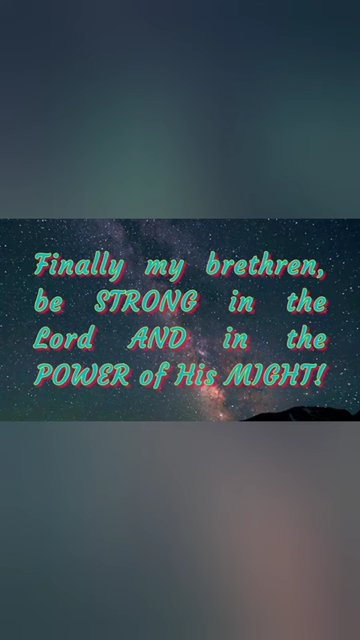 Finally my brethren,
be STRONG in the
Lord AND in the
POWER of His MIGHT!